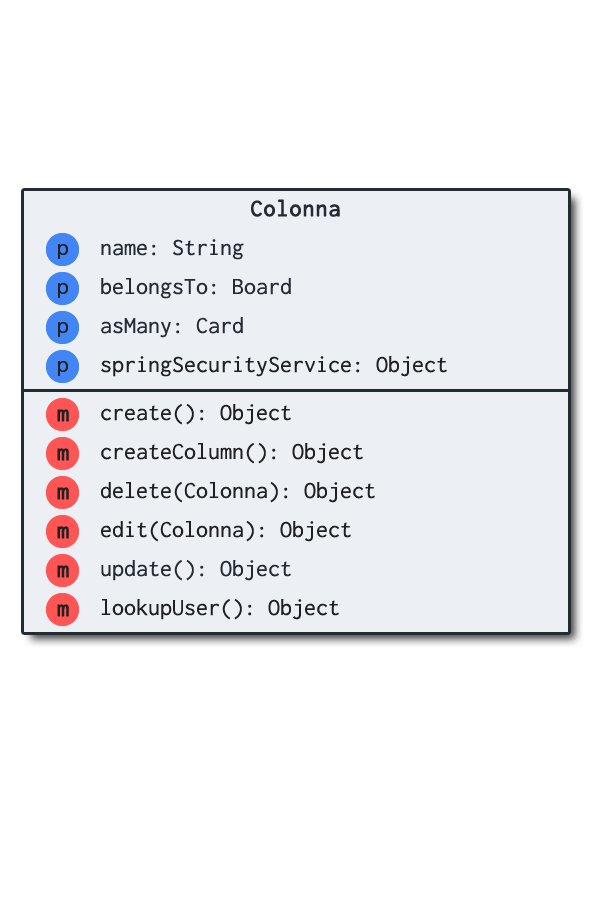 Colonna
p name: String
p belongsTo: Board
p asMany: Card
p springSecurityService: Object
m create(): Object
m createColumn(): Object
m delete(Colonna): Object
m edit(Colonna): Object
m update(): Object
m lookupUser(): Object